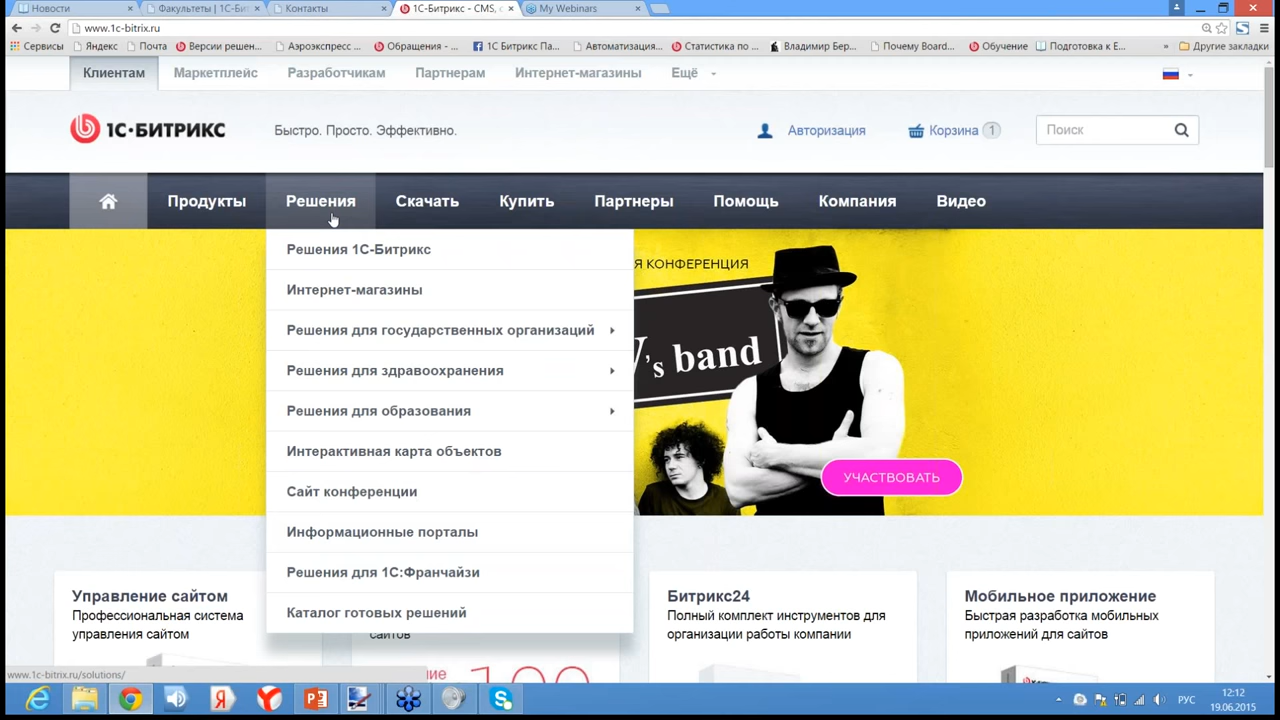 Новости
Факультеты | 1С-Бит
Контакты
1С-Битрикс - CMS, с
My Webinars
www.1c-bitrix.ru
Сервисы
Яндекс
Почта
Версии решен...
Аэроэкспресс ...
Обращения - ...
1С Битрикс Па...
Автоматизация...
Статистика по ...
Владимир Бер...
Почему Board...
Обучение
Подготовка к E...
»
Другие закладки
Клиентам
Маркетплейс
Разработчикам
Партнерам
Интернет-магазины
Ещё
1С·БИТРИКС
Быстро. Просто. Эффективно.
Авторизация
Корзина 1
Поиск
Продукты
Решения
Скачать
Купить
Партнеры
Помощь
Компания
Видео
Решения 1С-Битрикс
Интернет-магазины
Решения для государственных организаций
Решения для здравоохранения
Решения для образования
Интерактивная карта объектов
Сайт конференции
Информационные порталы
Решения для 1С:Франчайзи
Каталог готовых решений
Я КОНФЕРЕНЦИЯ
's band
УЧАСТВОВАТЬ
Управление сайтом
Профессиональная система
управления сайтом
сайтов
Битрикс24
Полный комплект инструментов для
организации работы компании
Мобильное приложение
Быстрая разработка мобильных
приложений для сайтов
www.1c-bitrix.ru/solutions/
РУС
12:12
19.06.2015